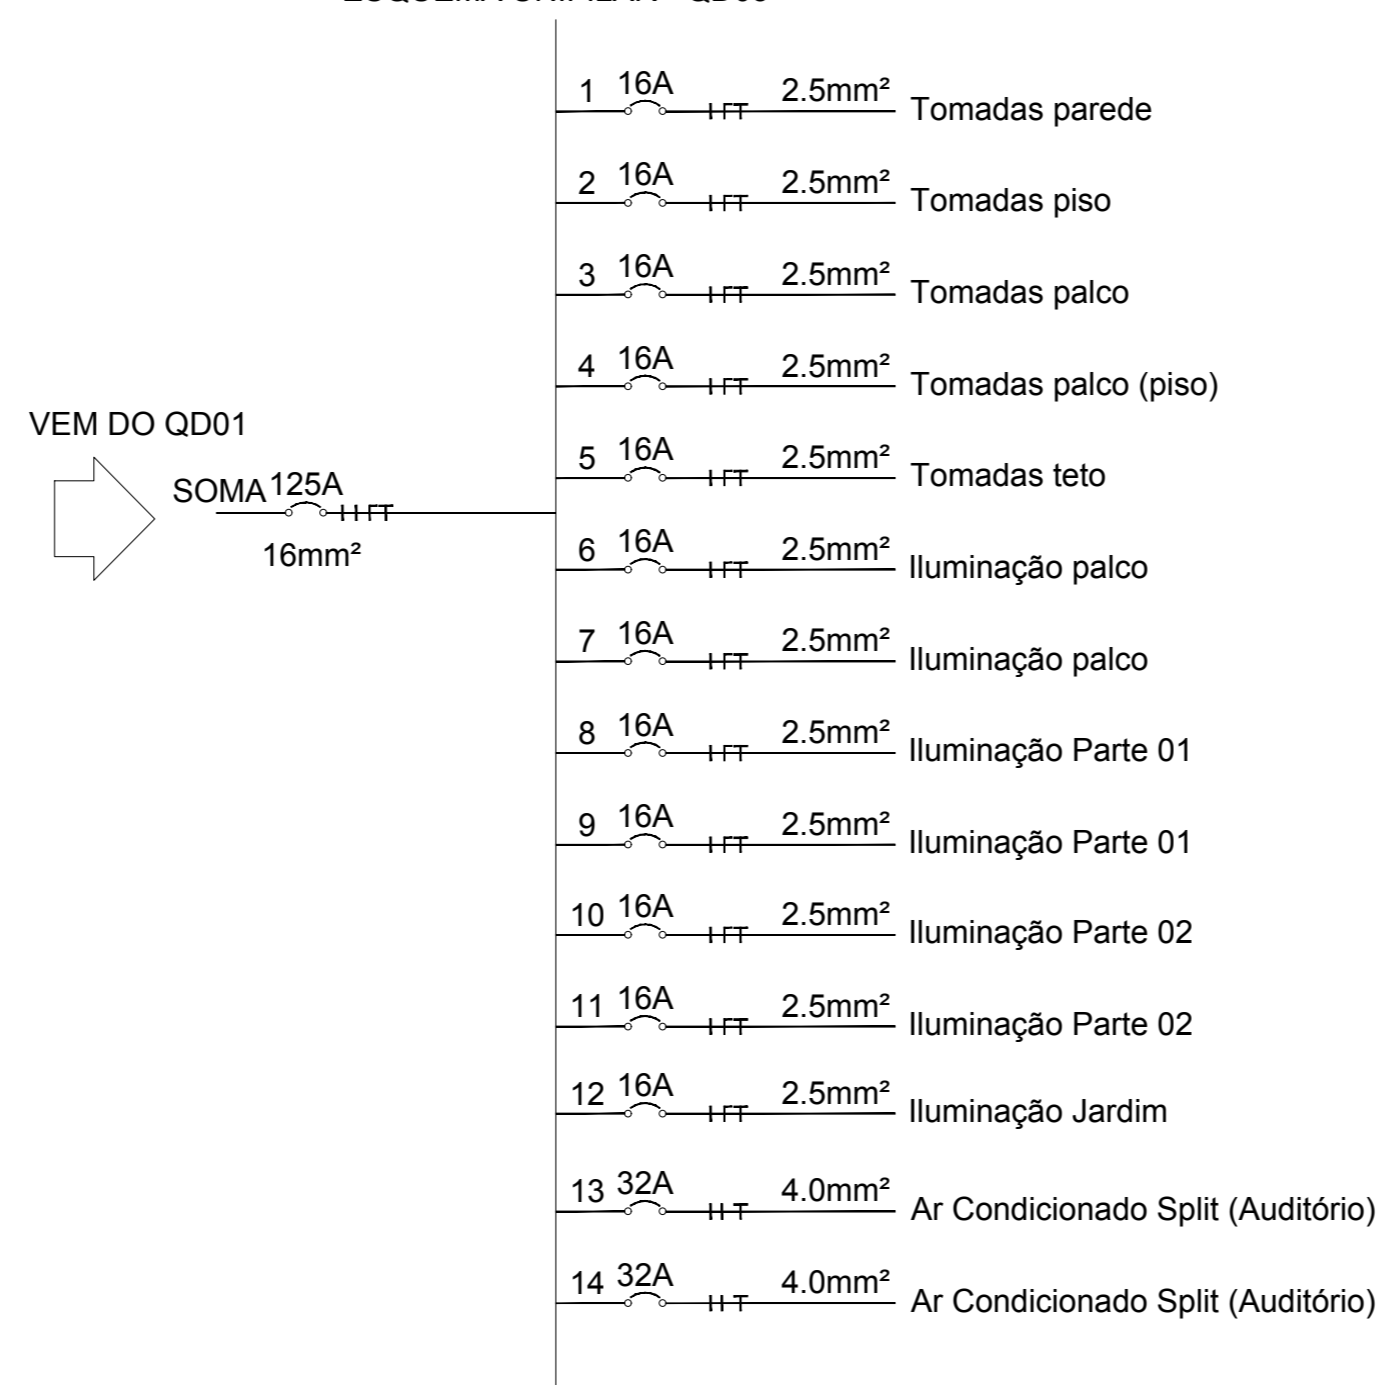 1 16A 2.5mm² Tomadas parede
2 16A 2.5mm² Tomadas piso
3 16A 2.5mm² Tomadas palco
4 16A 2.5mm² Tomadas palco (piso)
VEM DO QD01
SOMA 125A
16mm²
5 16A 2.5mm² Tomadas teto
6 16A 2.5mm² Iluminação palco
7 16A 2.5mm² Iluminação palco
8 16A 2.5mm² Iluminação Parte 01
9 16A 2.5mm² Iluminação Parte 01
10 16A 2.5mm² Iluminação Parte 02
11 16A 2.5mm² Iluminação Parte 02
12 16A 2.5mm² Iluminação Jardim
13 32A 4.0mm² Ar Condicionado Split (Auditório)
14 32A 4.0mm² Ar Condicionado Split (Auditório)